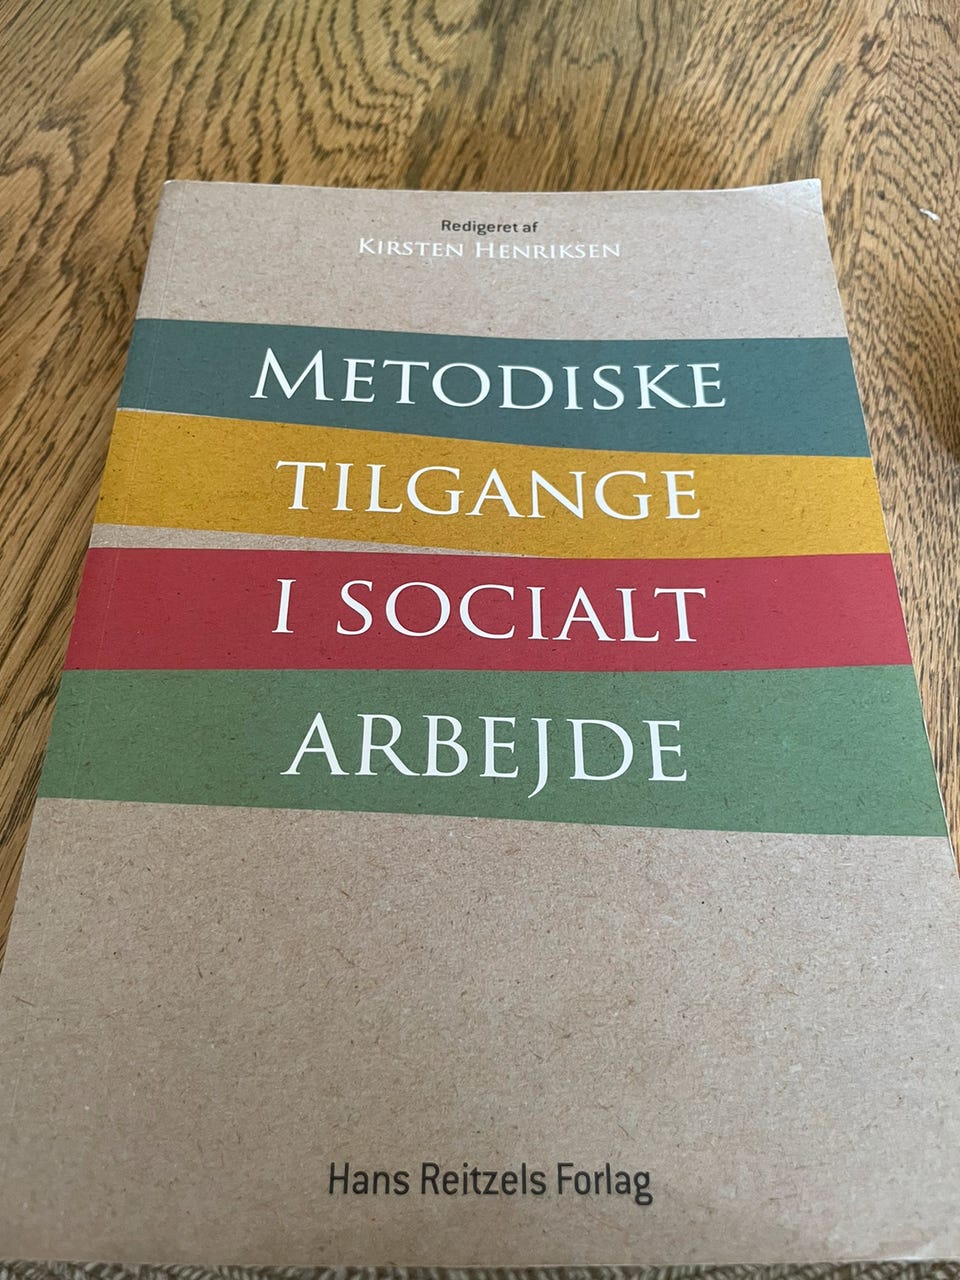 Redigeret af
Kirsten Henriksen
Metodiske
tilgange
i socialt
arbejde
Hans Reitzels Forlag